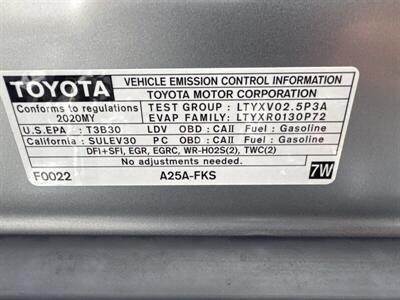 TOYOTA
VEHICLE EMISSION CONTROL INFORMATION
TOYOTA MOTOR CORPORATION
Conforms to regulations
2020MY
TEST GROUP : LTYXV02.5P3A
EVAP FAMILY: LTYXR0130P72
U.S.EPA : T3B30 LDV OBD : CAII Fuel : Gasoline
California : SULEV30 PC OBD : CAII Fuel : Gasoline
DFI+SFI, EGR, EGRC, WR-HO2S(2), TWC(2)
No adjustments needed.
F0022 A25A-FKS 7W